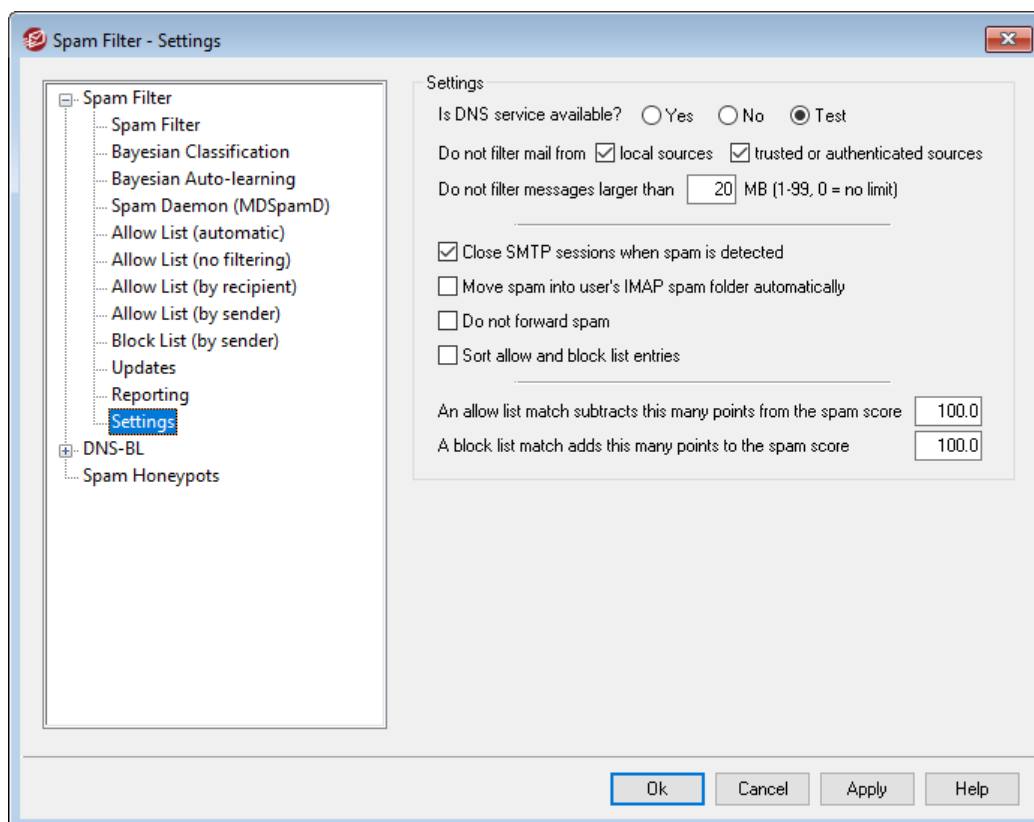 Spam Filter - Settings
Spam Filter
Spam Filter
Bayesian Classification
Bayesian Auto-learning
Spam Daemon (MDSpamD)
Allow List (automatic)
Allow List (no filtering)
Allow List (by recipient)
Allow List (by sender)
Block List (by sender)
Updates
Reporting
Settings
DNS-BL
Spam Honeypots
Settings
Is DNS service available? Yes No Test
Do not filter mail from local sources trusted or authenticated sources
Do not filter messages larger than 20 MB (1-99, 0 = no limit)
Close SMTP sessions when spam is detected
Move spam into user's IMAP spam folder automatically
Do not forward spam
Sort allow and block list entries
An allow list match subtracts this many points from the spam score 100.0
A block list match adds this many points to the spam score 100.0
Ok Cancel Apply Help